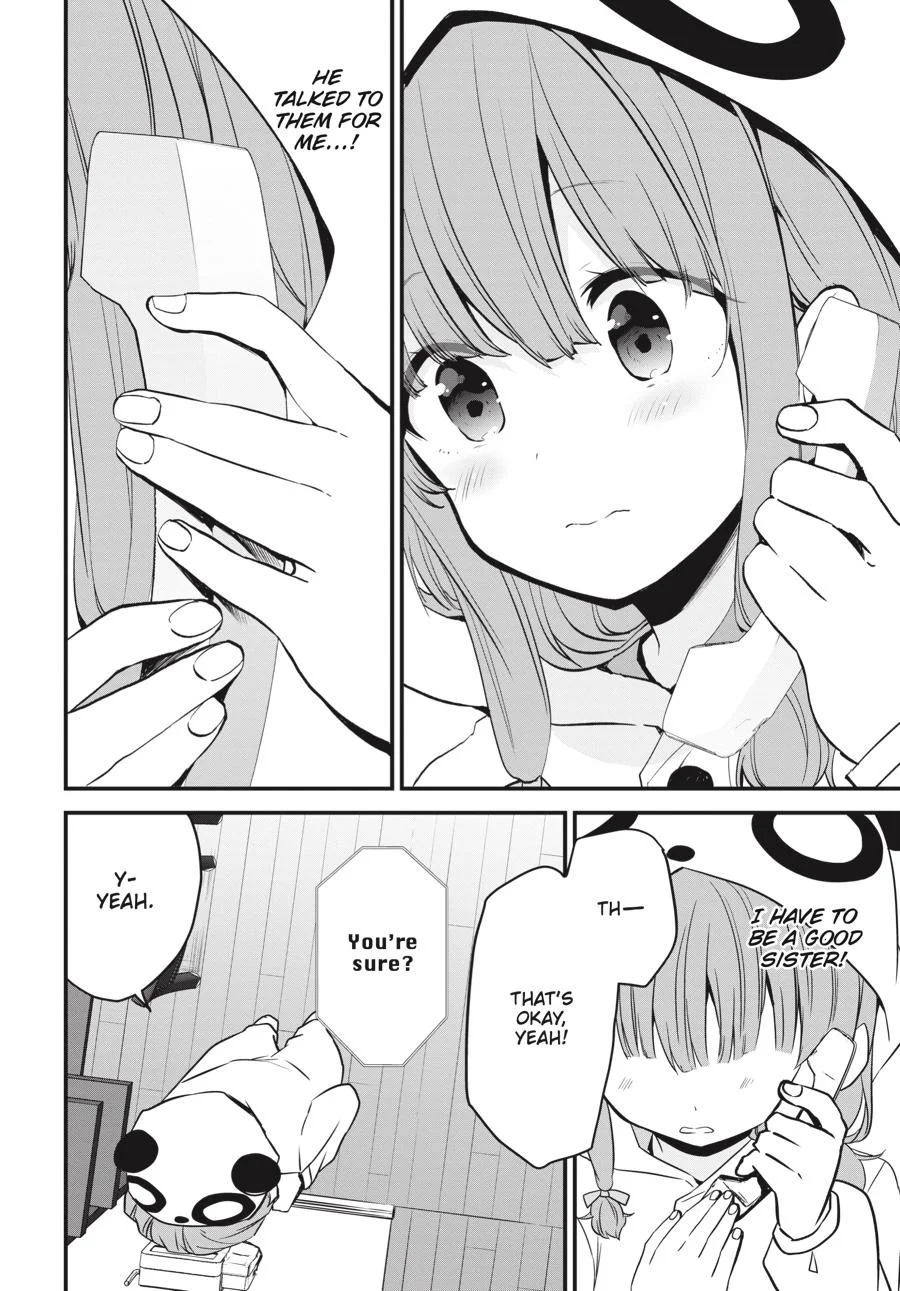 HE
TALKED TO
THEM FOR
ME...!
I HAVE TO
BE A GOOD
SISTER!
TH—
THAT'S
OKAY,
YEAH!
You're
sure?
Y-
YEAH.